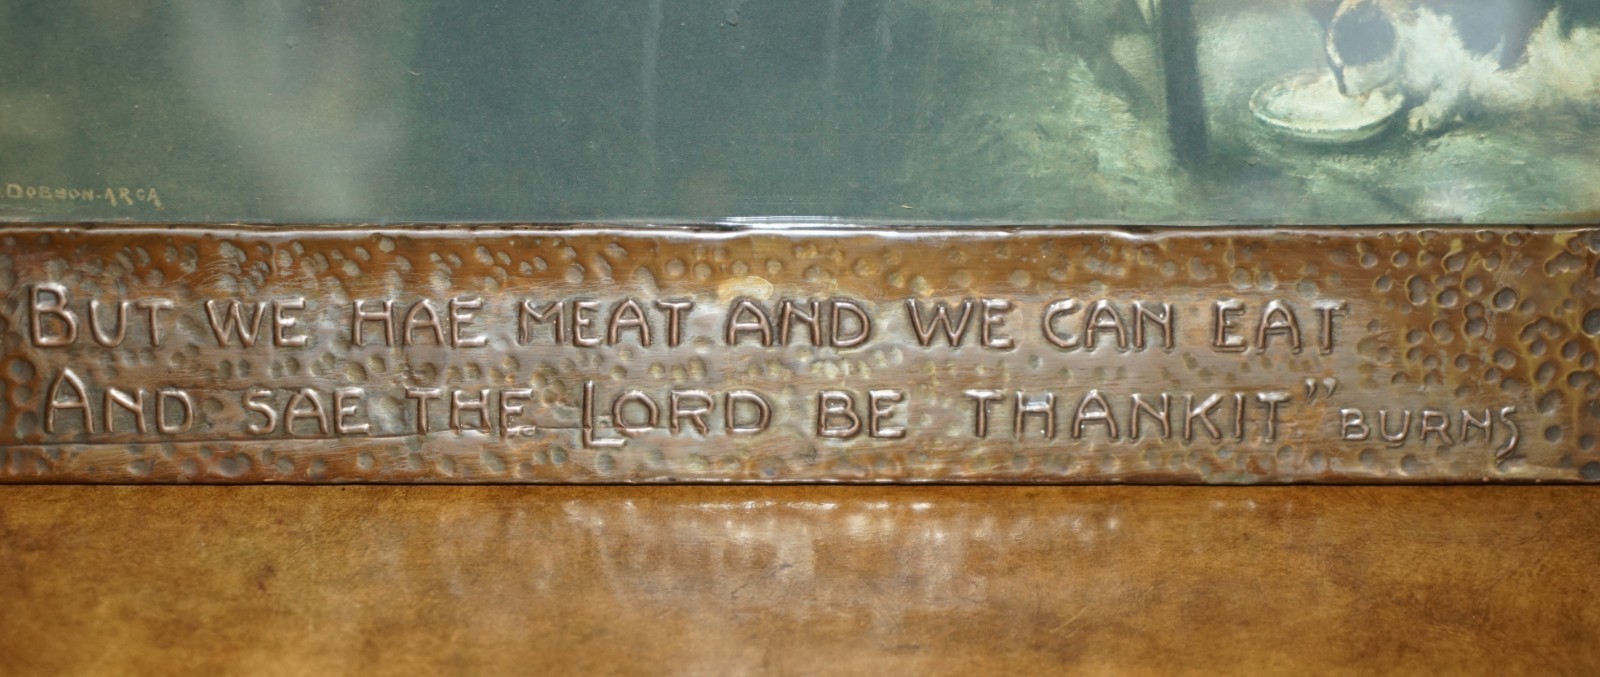 DOBSON-ARCA
BUT WE HAE MEAT AND WE CAN EAT
AND SAE THE LORD BE THANKIT" BURNS